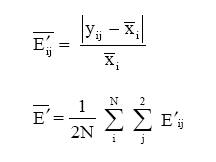 E̅′̅ᵢⱼ = |yᵢⱼ − x̅ᵢ| / x̅ᵢ
E̅′̅ = 1/2N ∑ᵢᴺ ∑ⱼ² E′ᵢⱼ